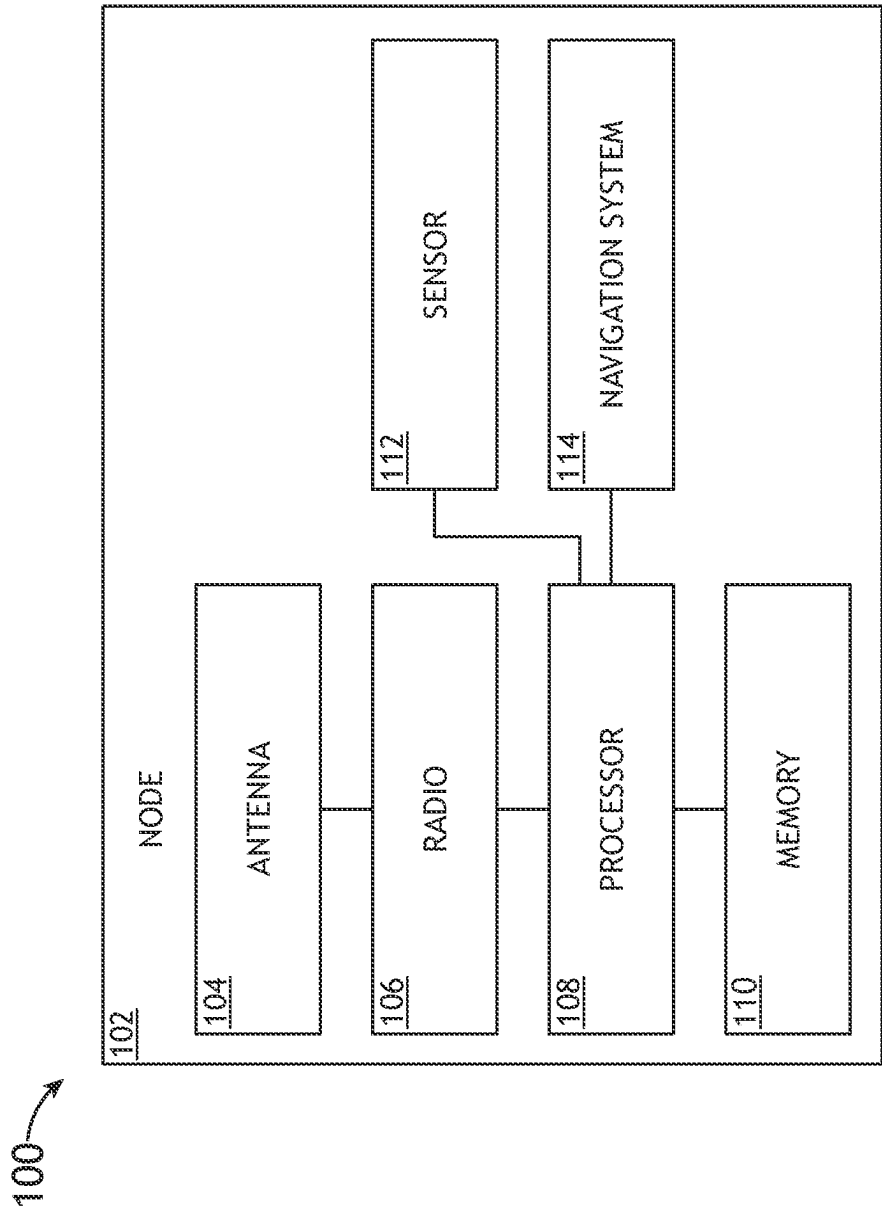 100
102
NODE
104
ANTENNA
106
RADIO
108
PROCESSOR
110
MEMORY
112
SENSOR
114
NAVIGATION SYSTEM